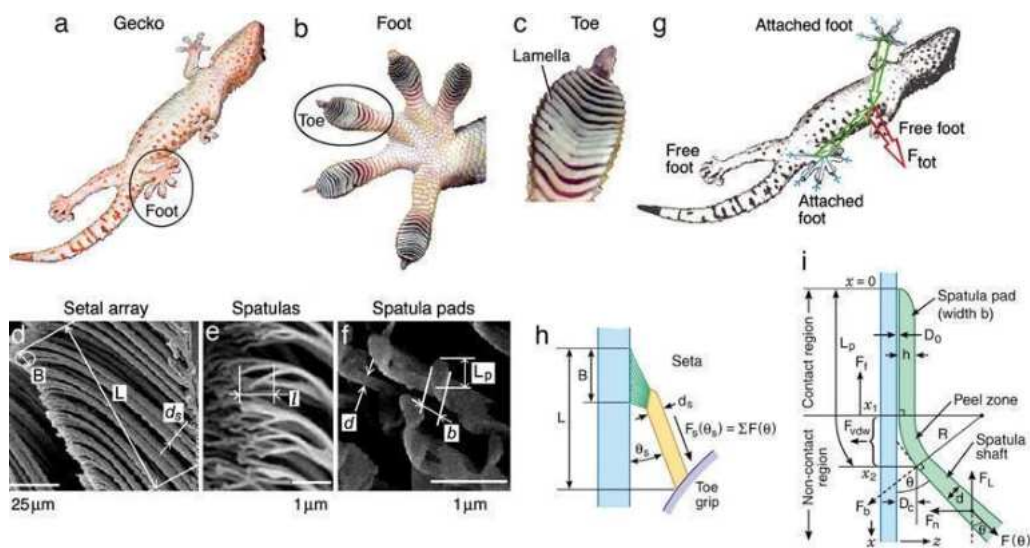 a Gecko
Foot
b Foot
Toe
c Toe
Lamella
g
Attached foot
Free foot
F_tot
Free foot
Attached foot
Setal array
d
B
L
d_s
25μm
Spatulas
e
l
1μm
Spatula pads
f
L_p
d
b
1μm
h
B
L
Seta
d_s
F_s(θ_s) = ΣF(θ)
θ_s
Toe grip
i
x=0
Contact region
Non-contact region
L_p
F_f
Spatula pad
(width b)
D_0
h
x_1
Peel zone
R
F_vdw
Spatula
shaft
x_2
θ
d
F_L
F_b
D_c
F_n
θ
F(θ)
x
z